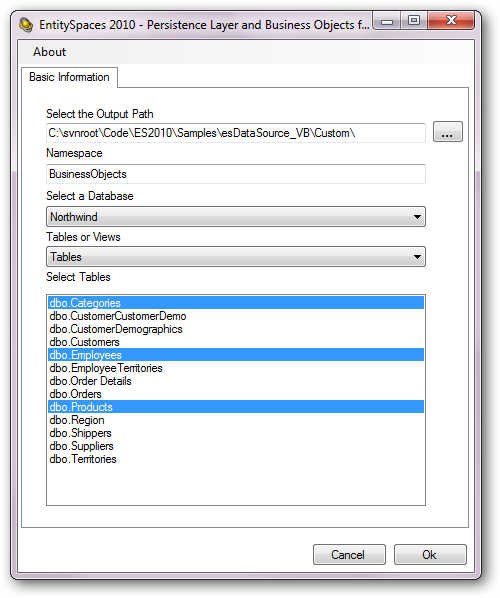 EntitySpaces 2010 - Persistence Layer and Business Objects f...
About
Basic Information
Select the Output Path
C:\svnroot\Code\ES2010\Samples\esDataSource_VB\Custom\
...
Namespace
BusinessObjects
Select a Database
Northwind
Tables or Views
Tables
Select Tables
dbo.Categories
dbo.CustomerCustomerDemo
dbo.CustomerDemographics
dbo.Customers
dbo.Employees
dbo.EmployeeTerritories
dbo.Order Details
dbo.Orders
dbo.Products
dbo.Region
dbo.Shippers
dbo.Suppliers
dbo.Territories
Cancel
Ok